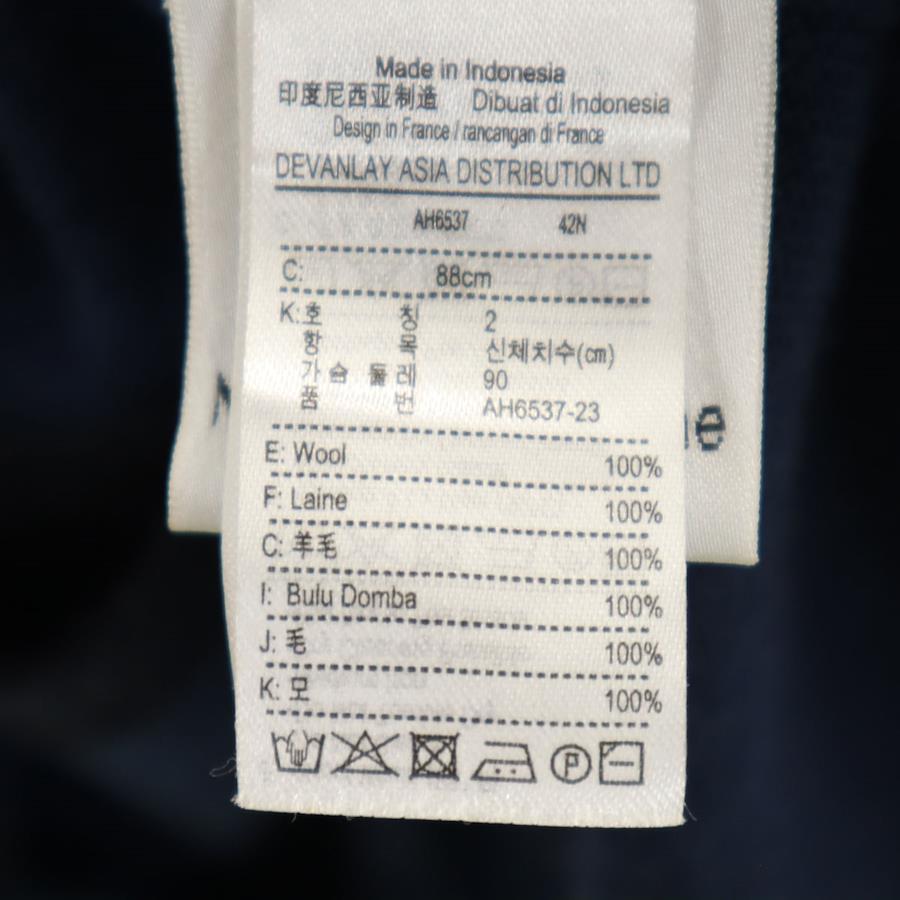 Made in Indonesia
印度尼西亚制造 Dibuat di Indonesia
Design in France / rancangan di France
DEVANLAY ASIA DISTRIBUTION LTD
AH6537 42N
C: 88cm
K:호 칭 2
항 목 신체치수(㎝)
가슴 둘레 90
품 번 AH6537-23
E: Wool 100%
F: Laine 100%
C: 羊毛 100%
I: Bulu Domba 100%
J: 毛 100%
K: 모 100%
P